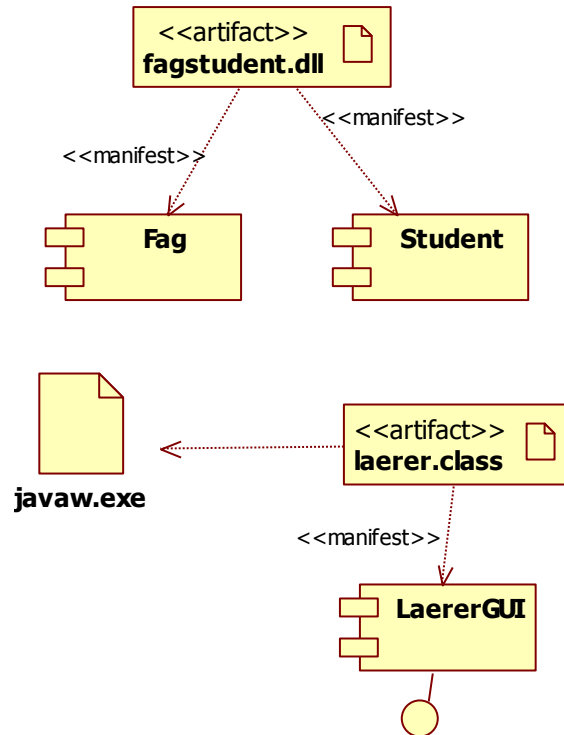 <<artifact>>
fagstudent.dll
<<manifest>>
<<manifest>>
Fag
Student
<<artifact>>
laerer.class
javaw.exe
<<manifest>>
LaererGUI